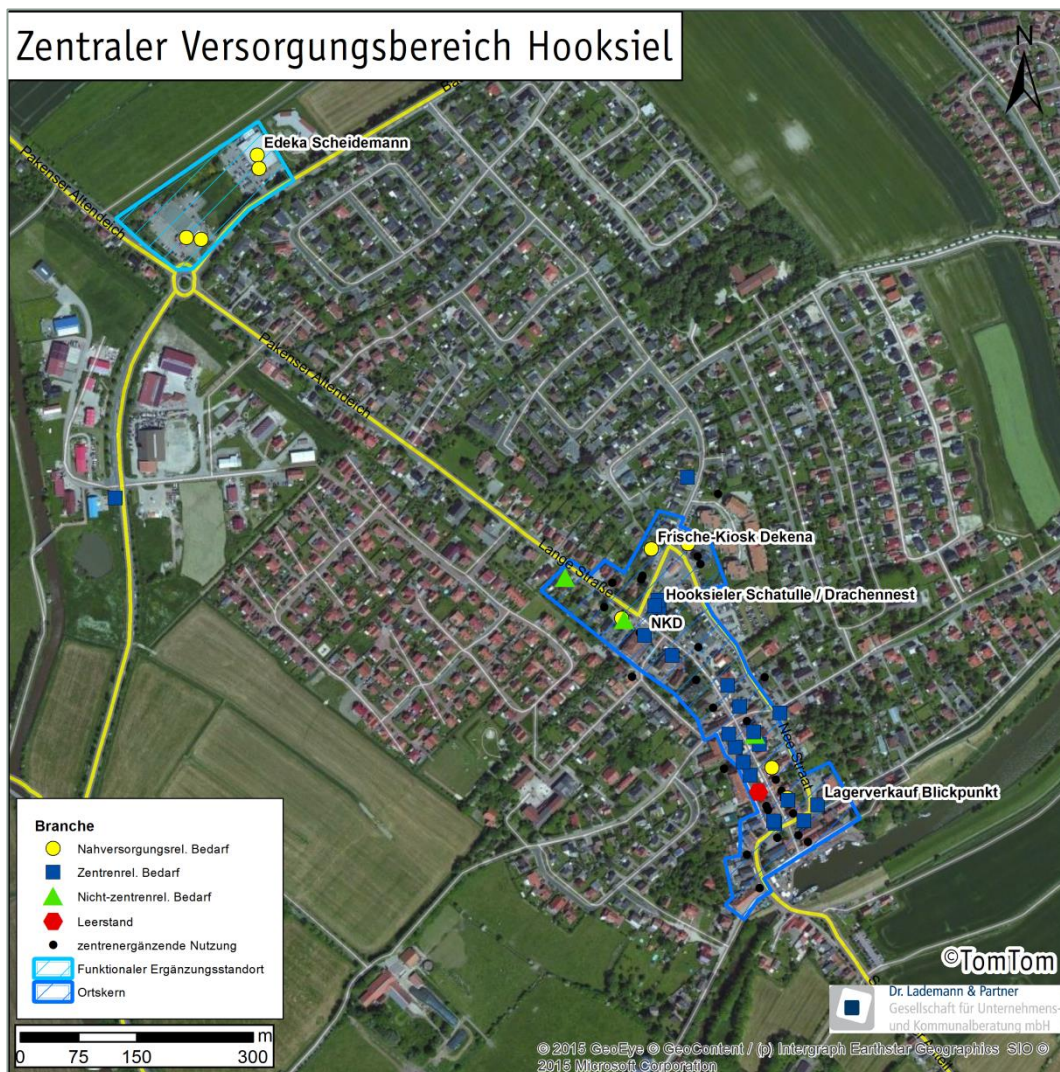 Zentraler Versorgungsbereich Hooksiel
N
Edeka Scheidemann
Pakenser Altendeich
Pakenser Altendeich
Lange Straße
Frische-Kiosk Dekena
Hooksieler Schatulle / Drachennest
NKD
Nee Straat
Lagerverkauf Blickpunkt
Branche
Nahversorgungsrel. Bedarf
Zentrenrel. Bedarf
Nicht-zentrenrel. Bedarf
Leerstand
zentrenergänzende Nutzung
Funktionaler Ergänzungsstandort
Ortskern
m
0 75 150 300
©TomTom
Dr. Lademann & Partner
Gesellschaft für Unternehmens-
und Kommunalberatung mbH
© 2015 GeoEye © GeoContent / (p) Intergraph Earthstar Geographics SIO ©
2015 Microsoft Corporation